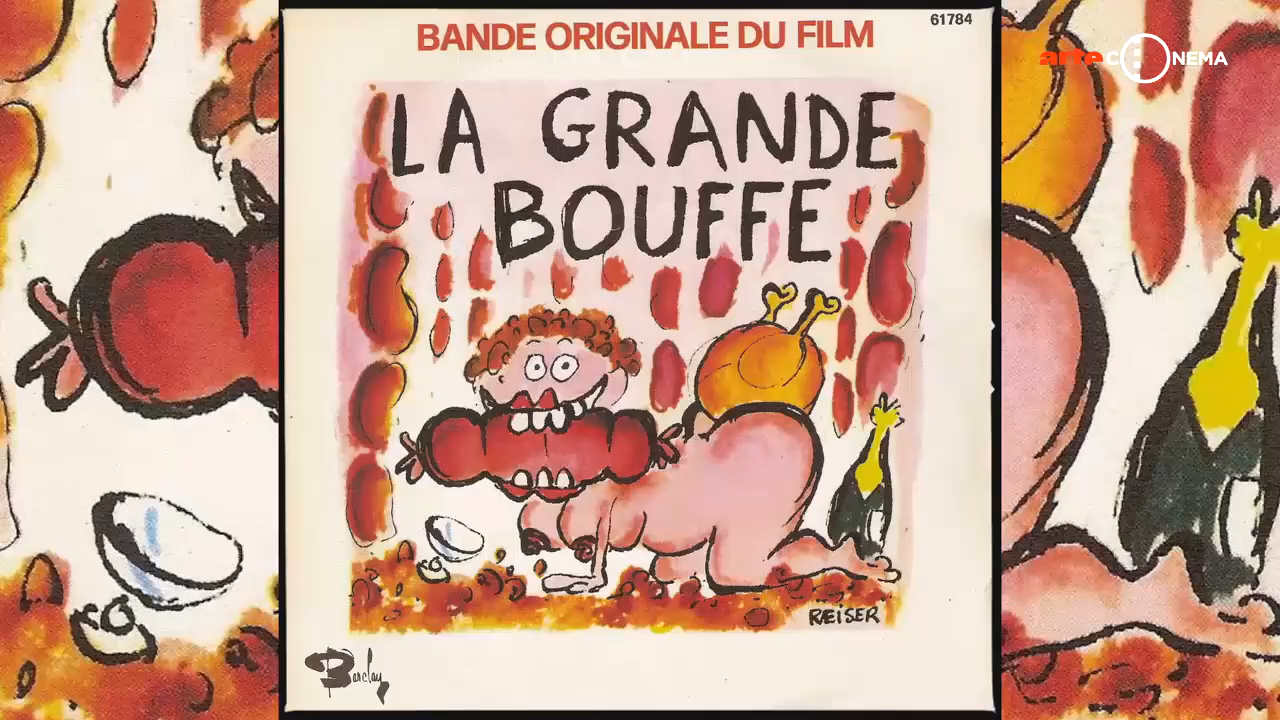 BANDE ORIGINALE DU FILM
61784
arte CINEMA
LA GRANDE
BOUFFE
REISER
Barclay